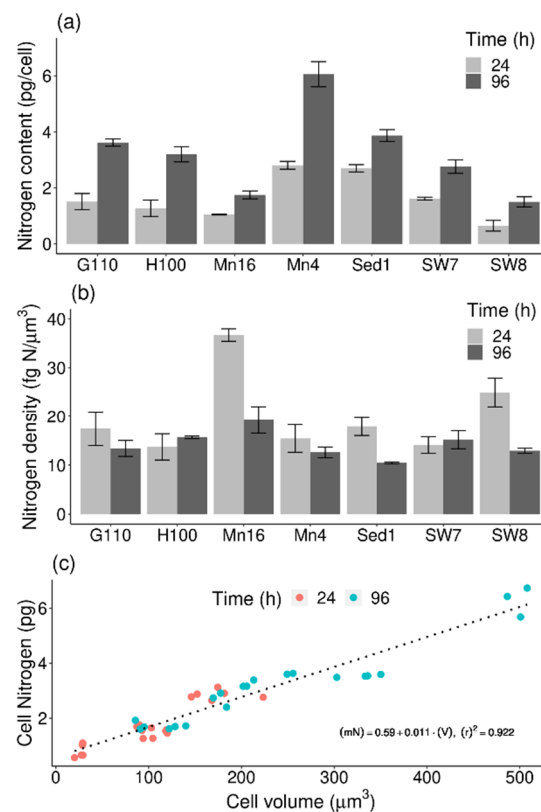 (a)
Nitrogen content (pg/cell)
Time (h)
24
96
6
4
2
0
G110 H100 Mn16 Mn4 Sed1 SW7 SW8
(b)
Nitrogen density (fg N/μm³)
Time (h)
24
96
40
30
20
10
0
G110 H100 Mn16 Mn4 Sed1 SW7 SW8
(c)
Cell Nitrogen (pg)
Time (h) 24 96
6
4
2
(mN) = 0.59 + 0.011 · (V), (r)² = 0.922
0 100 200 300 400 500
Cell volume (μm³)